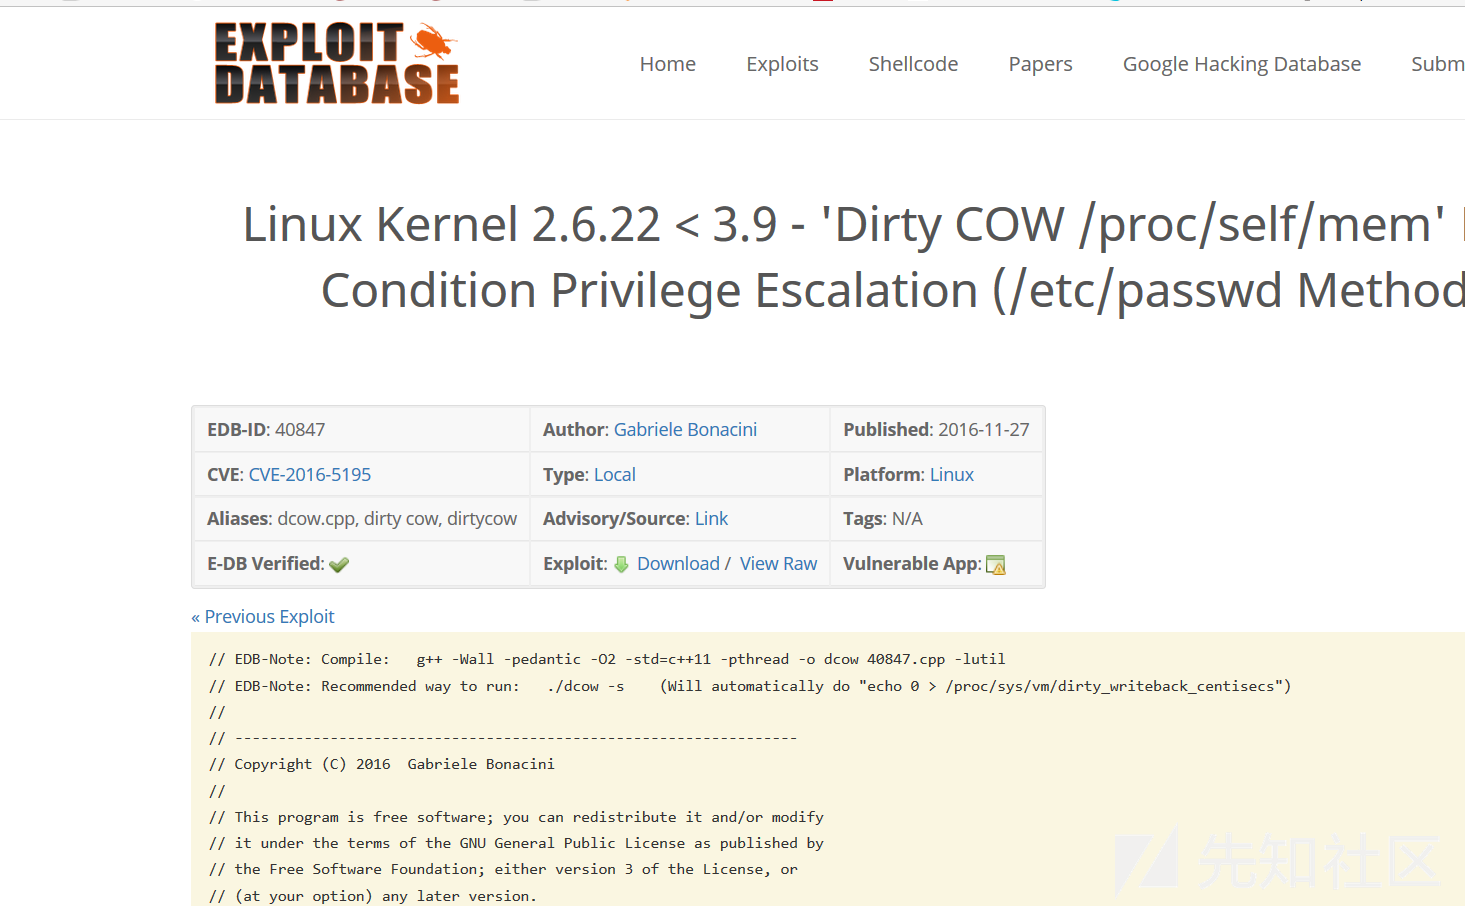 EXPLOIT
DATABASE
Home Exploits Shellcode Papers Google Hacking Database Subm
Linux Kernel 2.6.22 < 3.9 - 'Dirty COW /proc/self/mem'
Condition Privilege Escalation (/etc/passwd Method
EDB-ID: 40847 Author: Gabriele Bonacini Published: 2016-11-27
CVE: CVE-2016-5195 Type: Local Platform: Linux
Aliases: dcow.cpp, dirty cow, dirtycow Advisory/Source: Link Tags: N/A
E-DB Verified: Exploit: Download / View Raw Vulnerable App:
« Previous Exploit
// EDB-Note: Compile:   g++ -Wall -pedantic -O2 -std=c++11 -pthread -o dcow 40847.cpp -lutil
// EDB-Note: Recommended way to run:   ./dcow -s    (Will automatically do "echo 0 > /proc/sys/vm/dirty_writeback_centisecs")
//
// -----------------------------------------------------------------
// Copyright (C) 2016  Gabriele Bonacini
//
// This program is free software; you can redistribute it and/or modify
// it under the terms of the GNU General Public License as published by
// the Free Software Foundation; either version 3 of the License, or
// (at your option) any later version.
先知社区